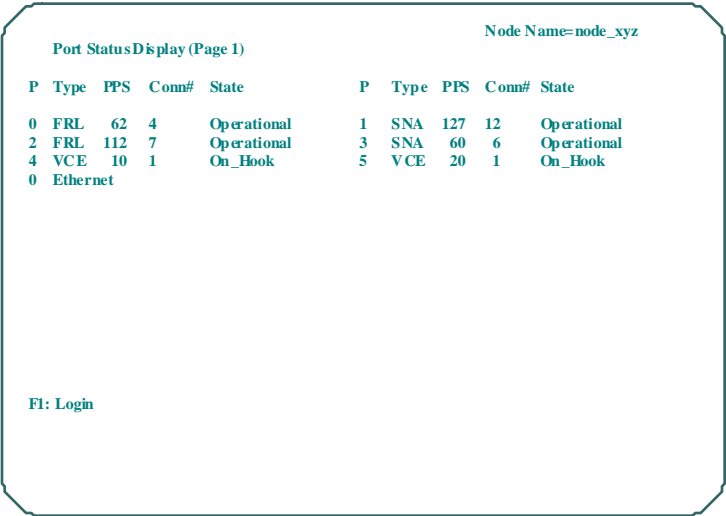 Node Name=node_xyz
Port Status Display (Page 1)
P Type PPS Conn# State P Type PPS Conn# State
0 FRL 62 4 Operational 1 SNA 127 12 Operational
2 FRL 112 7 Operational 3 SNA 60 6 Operational
4 VCE 10 1 On_Hook 5 VCE 20 1 On_Hook
0 Ethernet
F1: Login